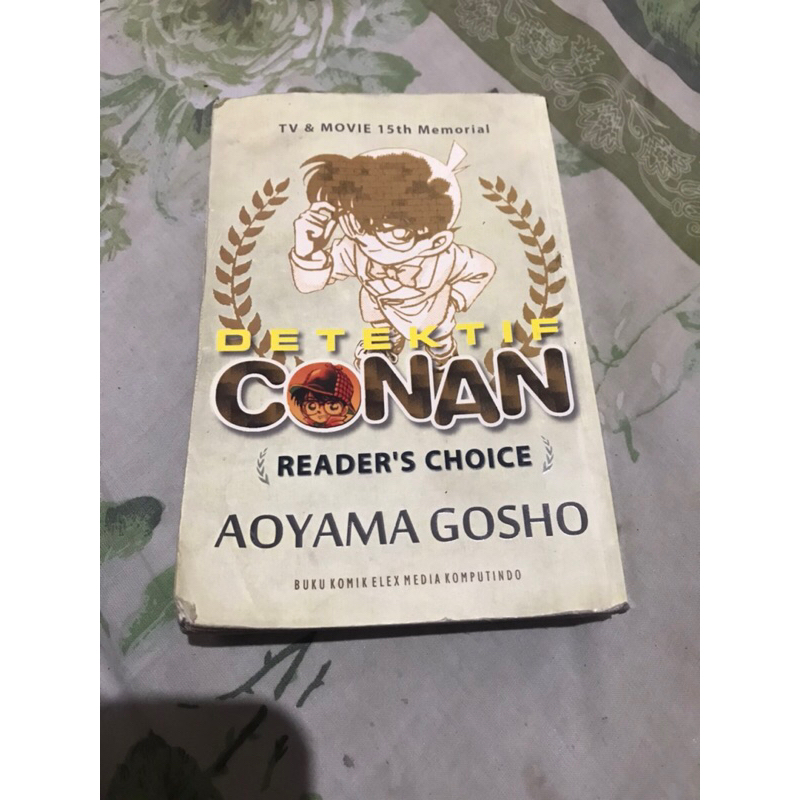 TV & MOVIE 15th Memorial
DETEKTIF
CONAN
READER'S CHOICE
AOYAMA GOSHO
BUKU KOMIK ELEX MEDIA KOMPUTINDO